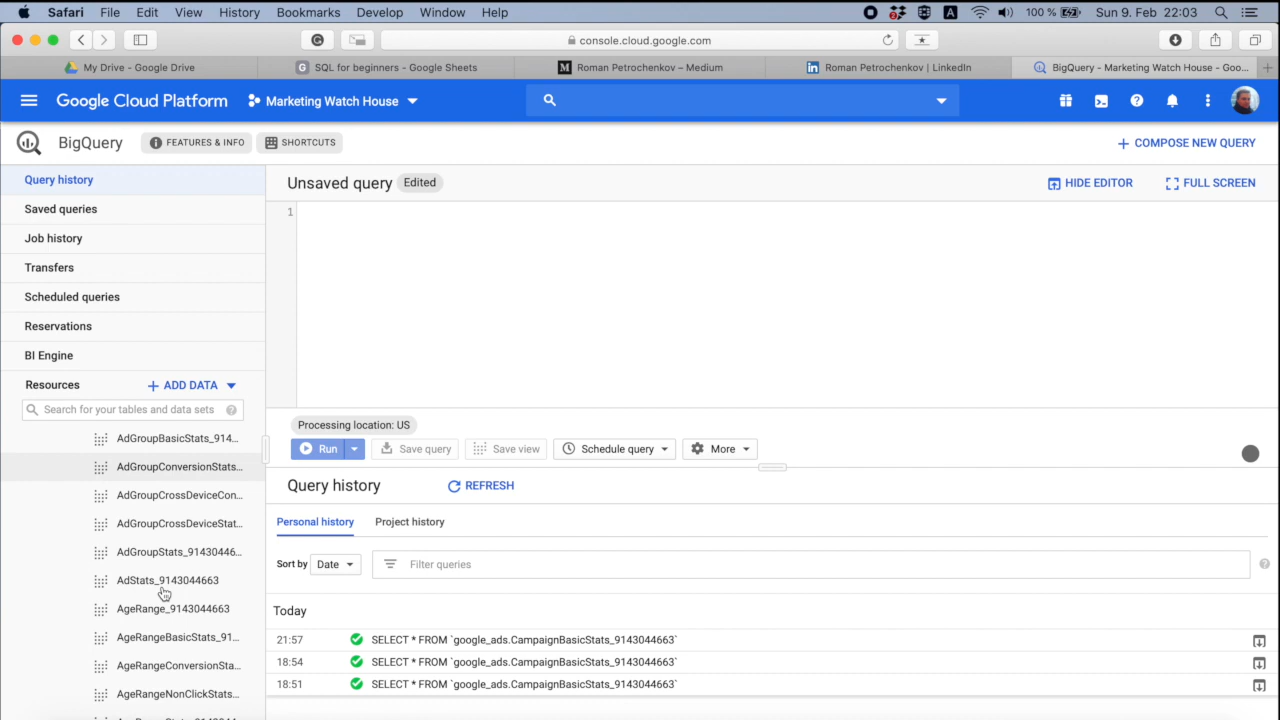 Safari File Edit View History Bookmarks Develop Window Help 2 A 100 % Sun 9. Feb 22:03
console.cloud.google.com
My Drive - Google Drive
SQL for beginners - Google Sheets
Roman Petrochenkov – Medium
Roman Petrochenkov | LinkedIn
BigQuery - Marketing Watch House - Goo...
Google Cloud Platform Marketing Watch House
BigQuery FEATURES & INFO SHORTCUTS COMPOSE NEW QUERY
Query history
Saved queries
Job history
Transfers
Scheduled queries
Reservations
BI Engine
Resources + ADD DATA
Search for your tables and data sets
AdGroupBasicStats_914...
AdGroupConversionStats...
AdGroupCrossDeviceCon...
AdGroupCrossDeviceStat...
AdGroupStats_91430446...
AdStats_9143044663
AgeRange_9143044663
AgeRangeBasicStats_91...
AgeRangeConversionSta...
AgeRangeNonClickStats...
Unsaved query Edited HIDE EDITOR FULL SCREEN
1
Processing location: US
Run Save query Save view Schedule query More
Query history REFRESH
Personal history Project history
Sort by Date Filter queries
Today
21:57 SELECT * FROM `google_ads.CampaignBasicStats_9143044663`
18:54 SELECT * FROM `google_ads.CampaignBasicStats_9143044663`
18:51 SELECT * FROM `google_ads.CampaignBasicStats_9143044663`